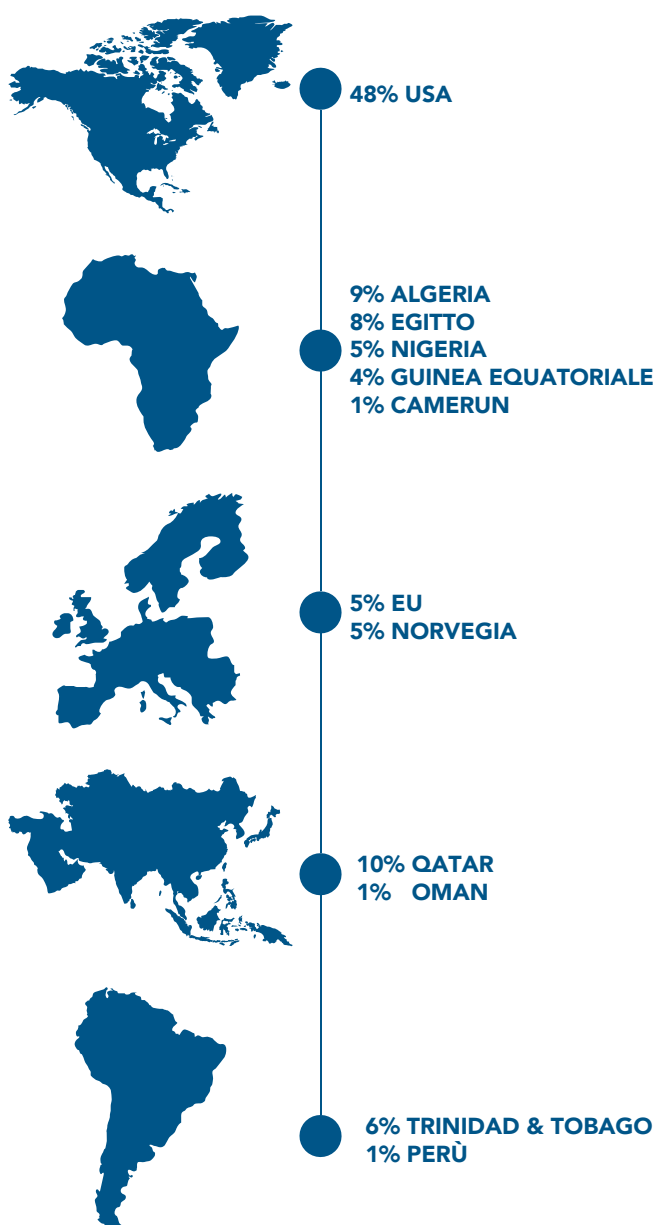 48% USA
9% ALGERIA
8% EGITTO
5% NIGERIA
4% GUINEA EQUATORIALE
1% CAMERUN
5% EU
5% NORVEGIA
10% QATAR
1% OMAN
6% TRINIDAD & TOBAGO
1% PERÙ